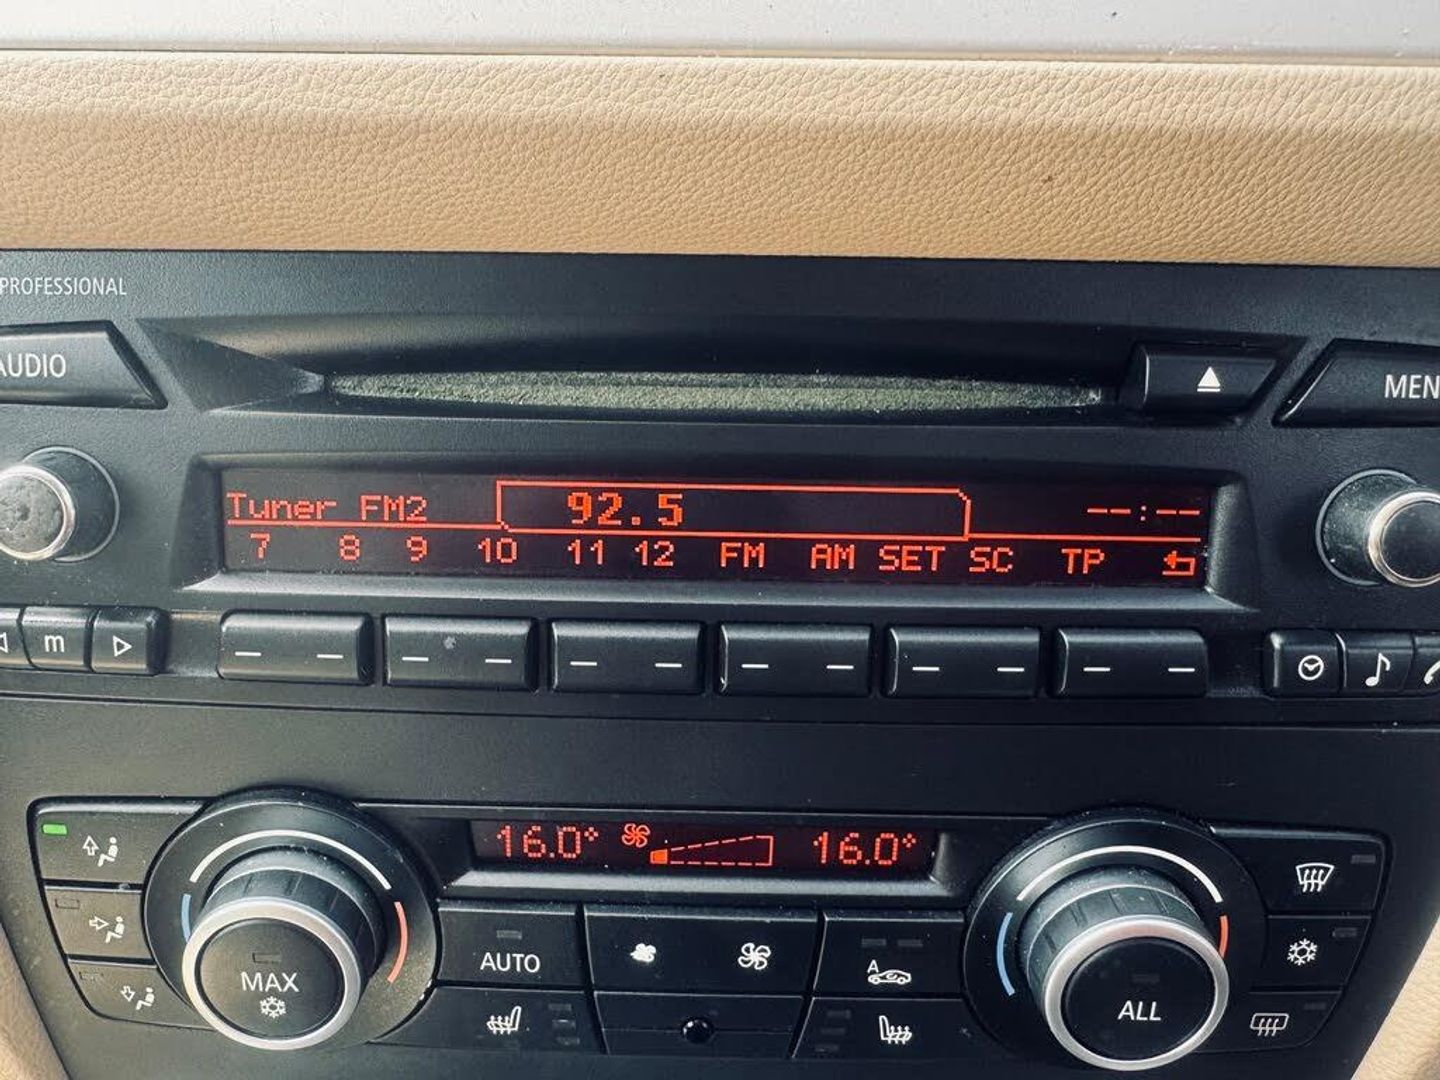 PROFESSIONAL
AUDIO
MEN
Tuner FM2 92.5 --:--
7 8 9 10 11 12 FM AM SET SC TP
m
16.0° 16.0°
AUTO
A
MAX
ALL